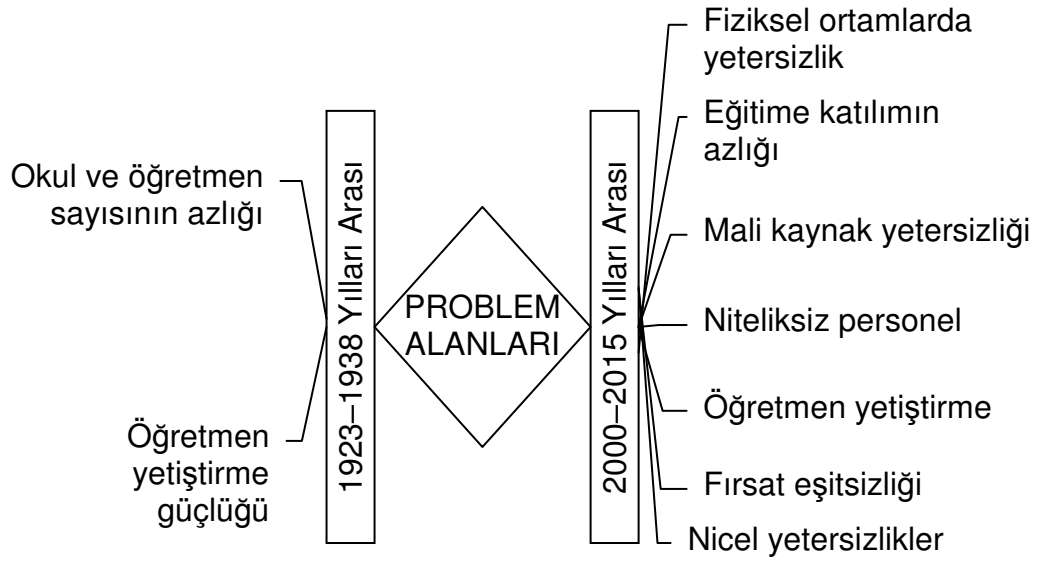 Okul ve öğretmen
sayısının azlığı
Öğretmen
yetiştirme
güçlüğü
1923–1938 Yılları Arası
PROBLEM
ALANLARI
2000–2015 Yılları Arası
Fiziksel ortamlarda
yetersizlik
Eğitime katılımın
azlığı
Mali kaynak yetersizliği
Niteliksiz personel
Öğretmen yetiştirme
Fırsat eşitsizliği
Nicel yetersizlikler